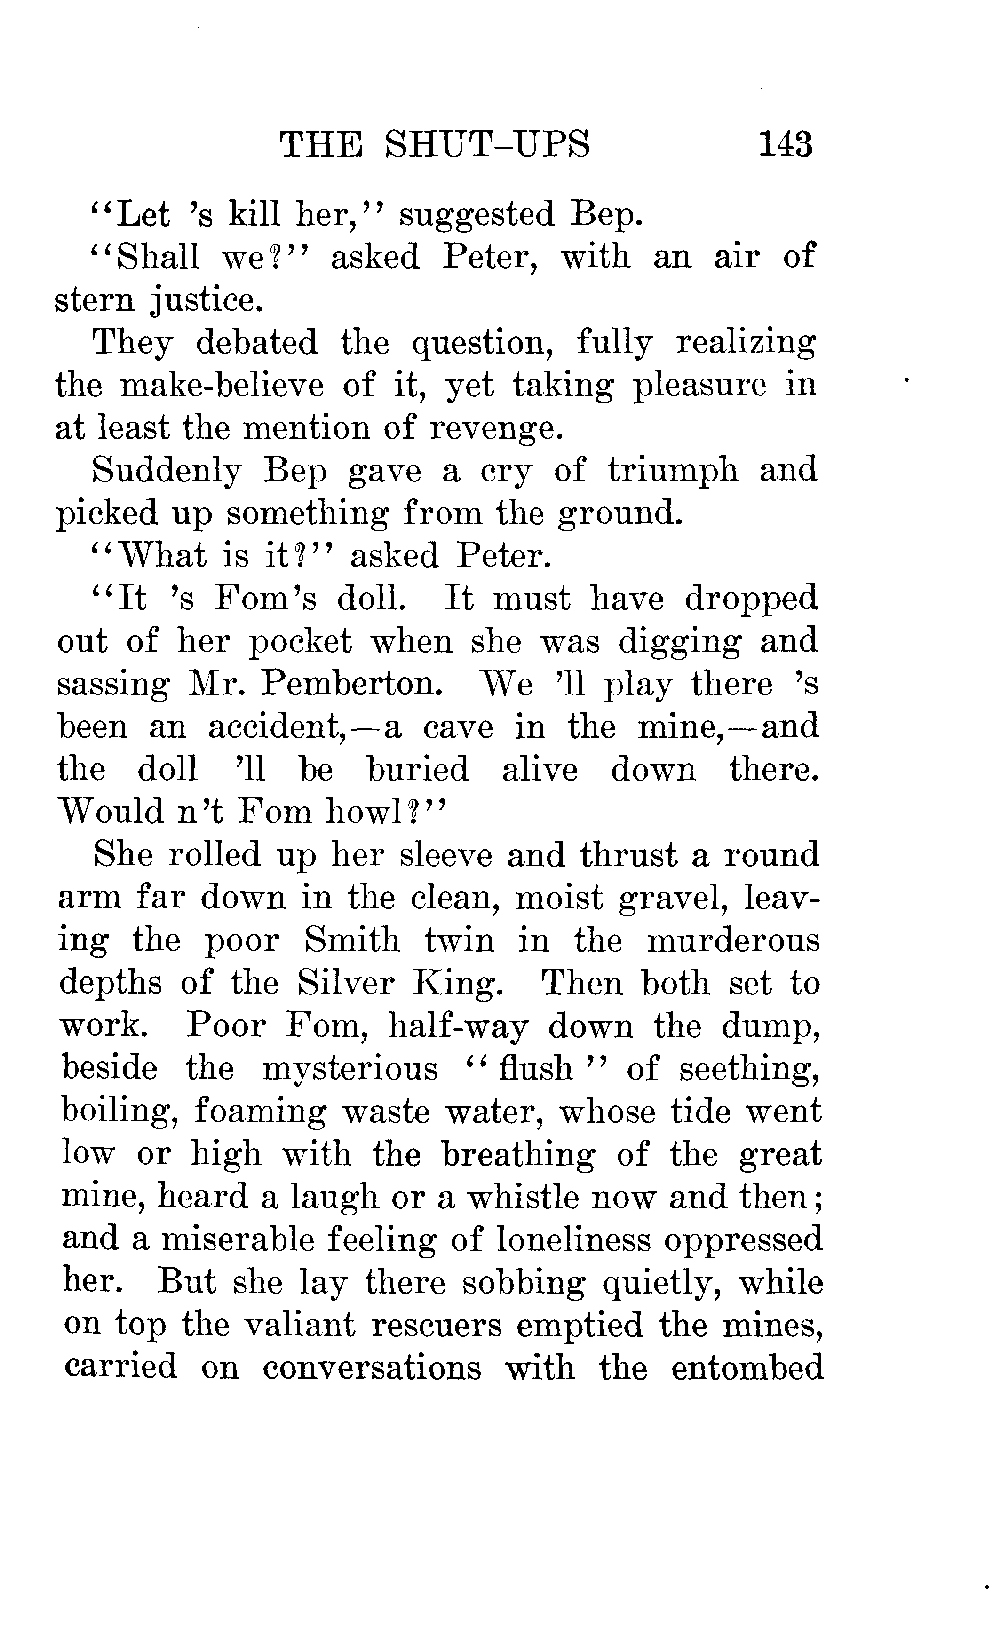 THE SHUT-UPS 143
"Let 's kill her," suggested Bep.
"Shall we?" asked Peter, with an air of
stern justice.
They debated the question, fully realizing
the make-believe of it, yet taking pleasure in
at least the mention of revenge.
Suddenly Bep gave a cry of triumph and
picked up something from the ground.
"What is it?" asked Peter.
"It 's Fom's doll. It must have dropped
out of her pocket when she was digging and
sassing Mr. Pemberton. We 'll play there 's
been an accident,—a cave in the mine,—and
the doll 'll be buried alive down there.
Would n't Fom howl?"
She rolled up her sleeve and thrust a round
arm far down in the clean, moist gravel, leav-
ing the poor Smith twin in the murderous
depths of the Silver King. Then both set to
work. Poor Fom, half-way down the dump,
beside the mysterious "flush" of seething,
boiling, foaming waste water, whose tide went
low or high with the breathing of the great
mine, heard a laugh or a whistle now and then;
and a miserable feeling of loneliness oppressed
her. But she lay there sobbing quietly, while
on top the valiant rescuers emptied the mines,
carried on conversations with the entombed